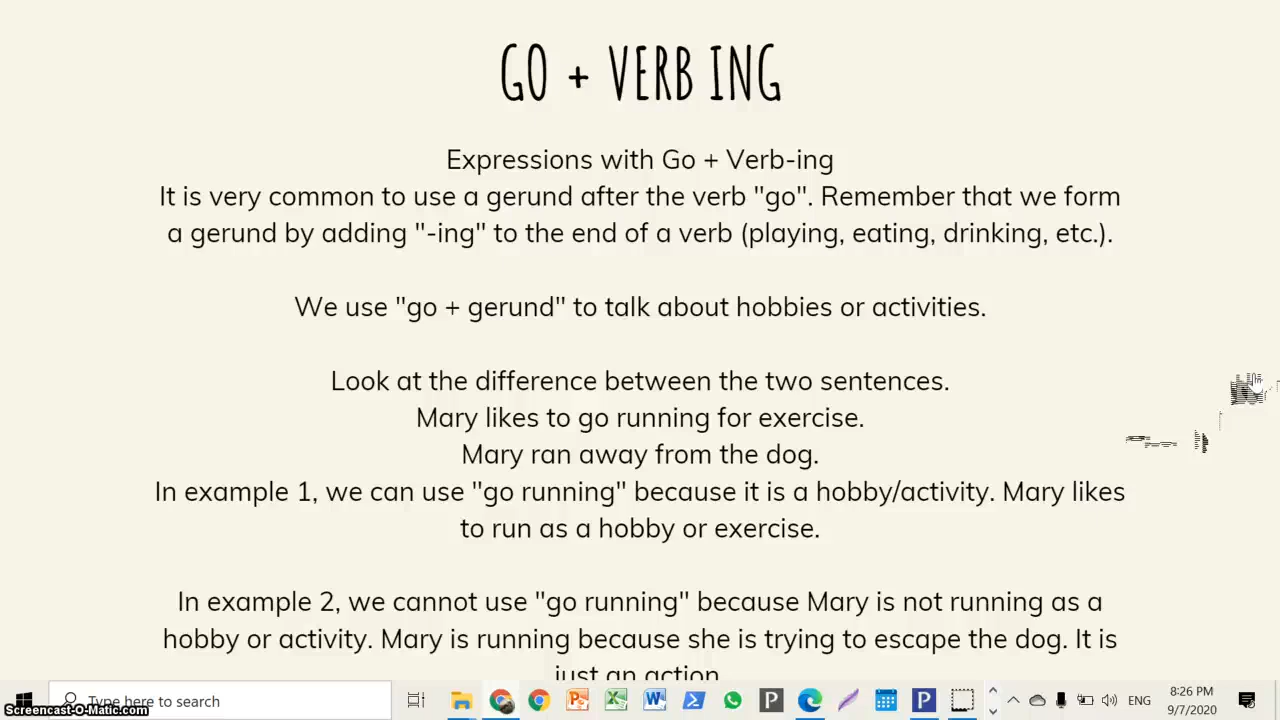 GO + VERB ING
Expressions with Go + Verb-ing
It is very common to use a gerund after the verb "go". Remember that we form
a gerund by adding "-ing" to the end of a verb (playing, eating, drinking, etc.).
We use "go + gerund" to talk about hobbies or activities.
Look at the difference between the two sentences.
Mary likes to go running for exercise.
Mary ran away from the dog.
In example 1, we can use "go running" because it is a hobby/activity. Mary likes
to run as a hobby or exercise.
In example 2, we cannot use "go running" because Mary is not running as a
hobby or activity. Mary is running because she is trying to escape the dog. It is
just an action
Type here to search
Screencast-O-Matic.com
ENG
8:26 PM
9/7/2020